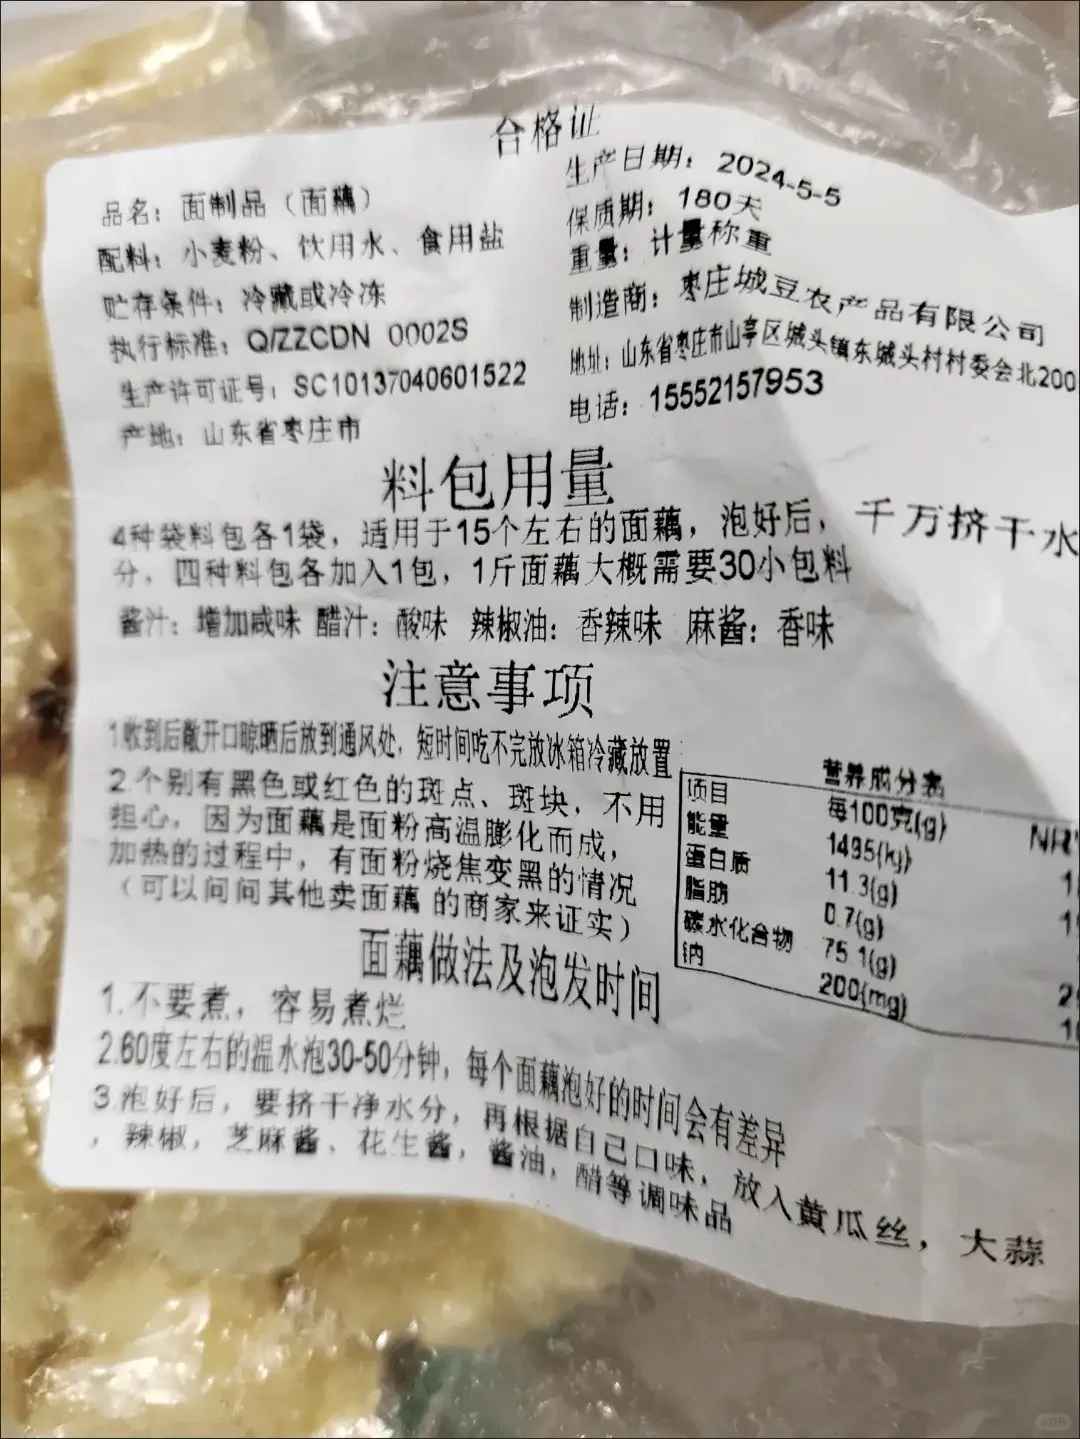 合格证
品名：面制品（面藕）
配料：小麦粉、饮用水、食用盐
贮存条件：冷藏或冷冻
执行标准：Q/ZZCDN 0002S
生产许可证号：SC10137040601522
产地：山东省枣庄市
生产日期：2024-5-5
保质期：180天
重量：计量称重
制造商：枣庄城豆农产品有限公司
地址：山东省枣庄市山亭区城头镇东城头村村委会北200
电话：15552157953
料包用量
4种袋料包各1袋，适用于15个左右的面藕，泡好后，千万挤干水
分，四种料包各加入1包，1斤面藕大概需要30小包料
酱汁：增加咸味 醋汁：酸味 辣椒油：香辣味 麻酱：香味
注意事项
1收到后敞开口晾晒后放到通风处，短时间吃不完放冰箱冷藏放置
2个别有黑色或红色的斑点、斑块，不用
担心，因为面藕是面粉高温膨化而成，
加热的过程中，有面粉烧焦变黑的情况
（可以问问其他卖面藕的商家来证实）
营养成分表
项目 每100克(g) NR
能量 1495(kj)
蛋白质 11.3(g)
脂肪 0.7(g)
碳水化合物 75.1(g)
钠 200(mg)
面藕做法及泡发时间
1.不要煮，容易煮烂
2.60度左右的温水泡30-50分钟，每个面藕泡好的时间会有差异
3.泡好后，要挤干净水分，再根据自己口味，放入黄瓜丝，大蒜
，辣椒，芝麻酱、花生酱，酱油，醋等调味品
小红书